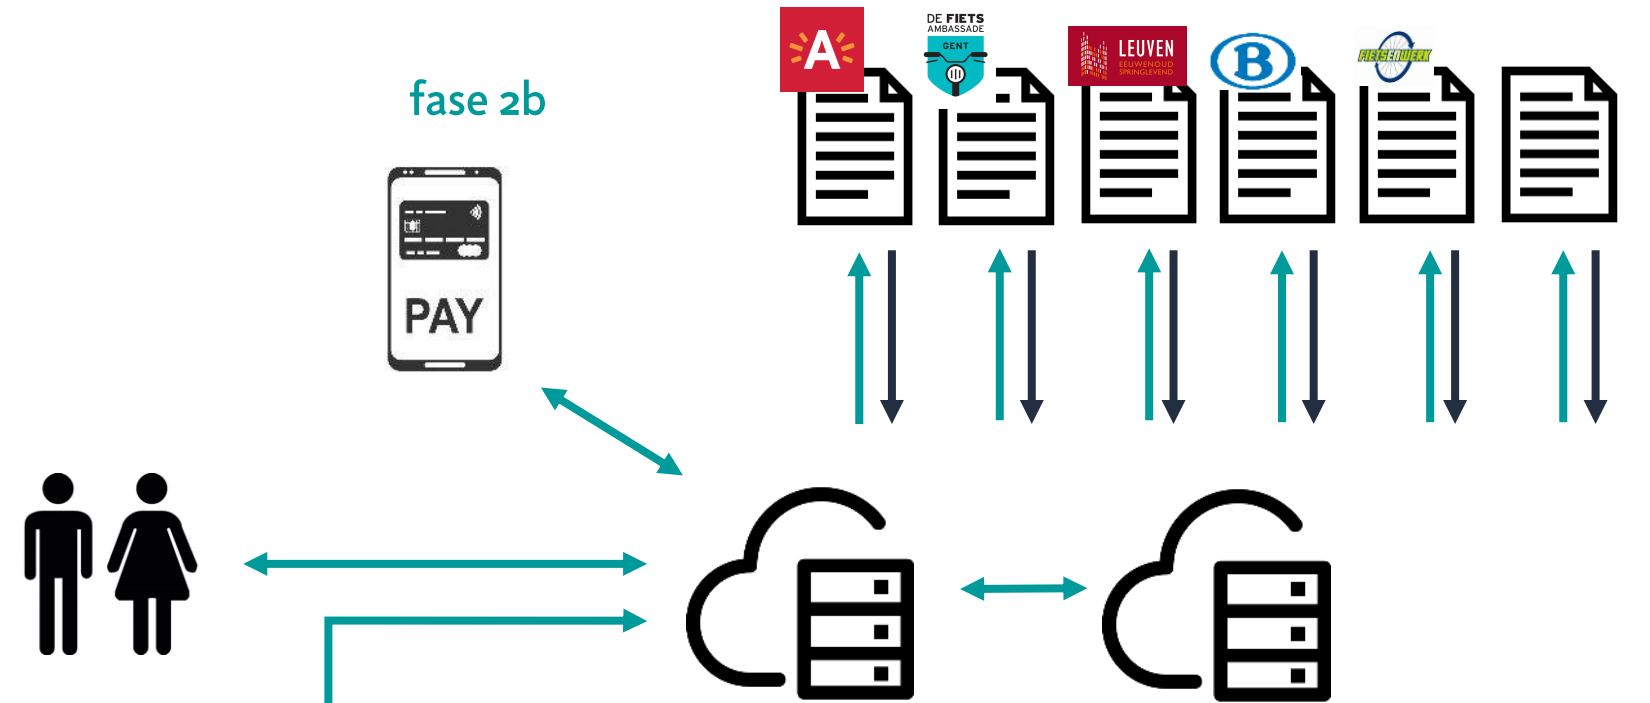 A
DE FIETS
AMBASSADE
GENT
LEUVEN
EEUWENOUD
SPRINGLEVEND
B
FIETSENWERK
fase 2b
PAY